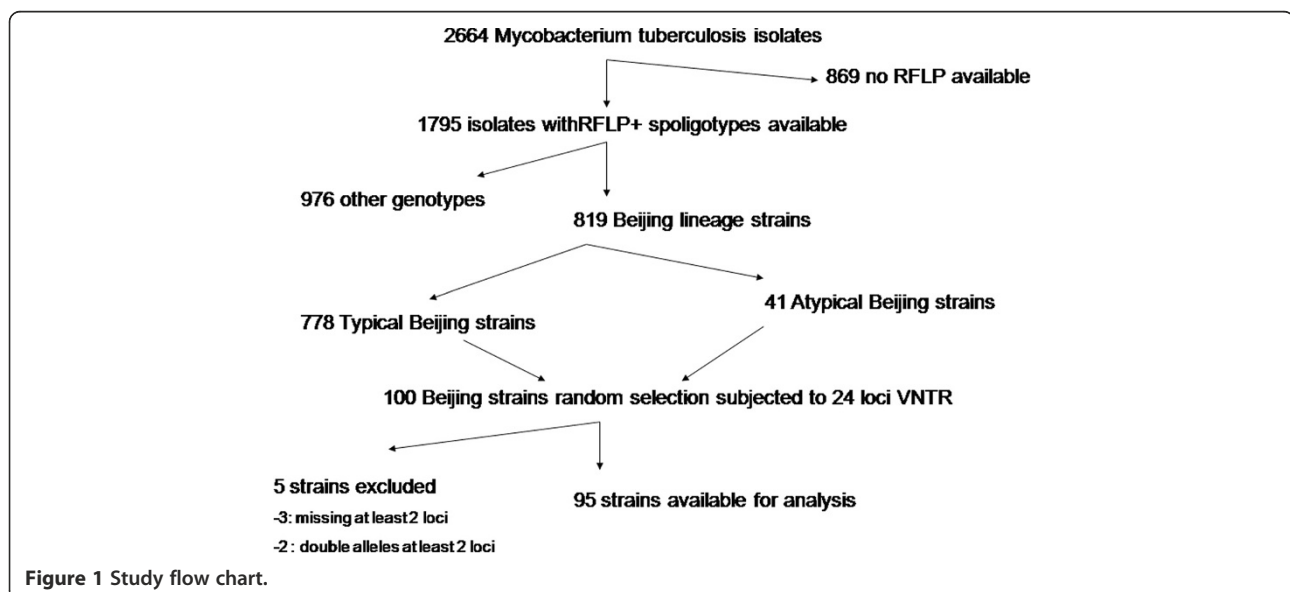 2664 Mycobacterium tuberculosis isolates
869 no RFLP available
1795 isolates withRFLP+ spoligotypes available
976 other genotypes
819 Beijing lineage strains
778 Typical Beijing strains
41 Atypical Beijing strains
100 Beijing strains random selection subjected to 24 loci VNTR
5 strains excluded
95 strains available for analysis
-3: missing at least 2 loci
-2 : double alleles at least 2 loci
Figure 1 Study flow chart.